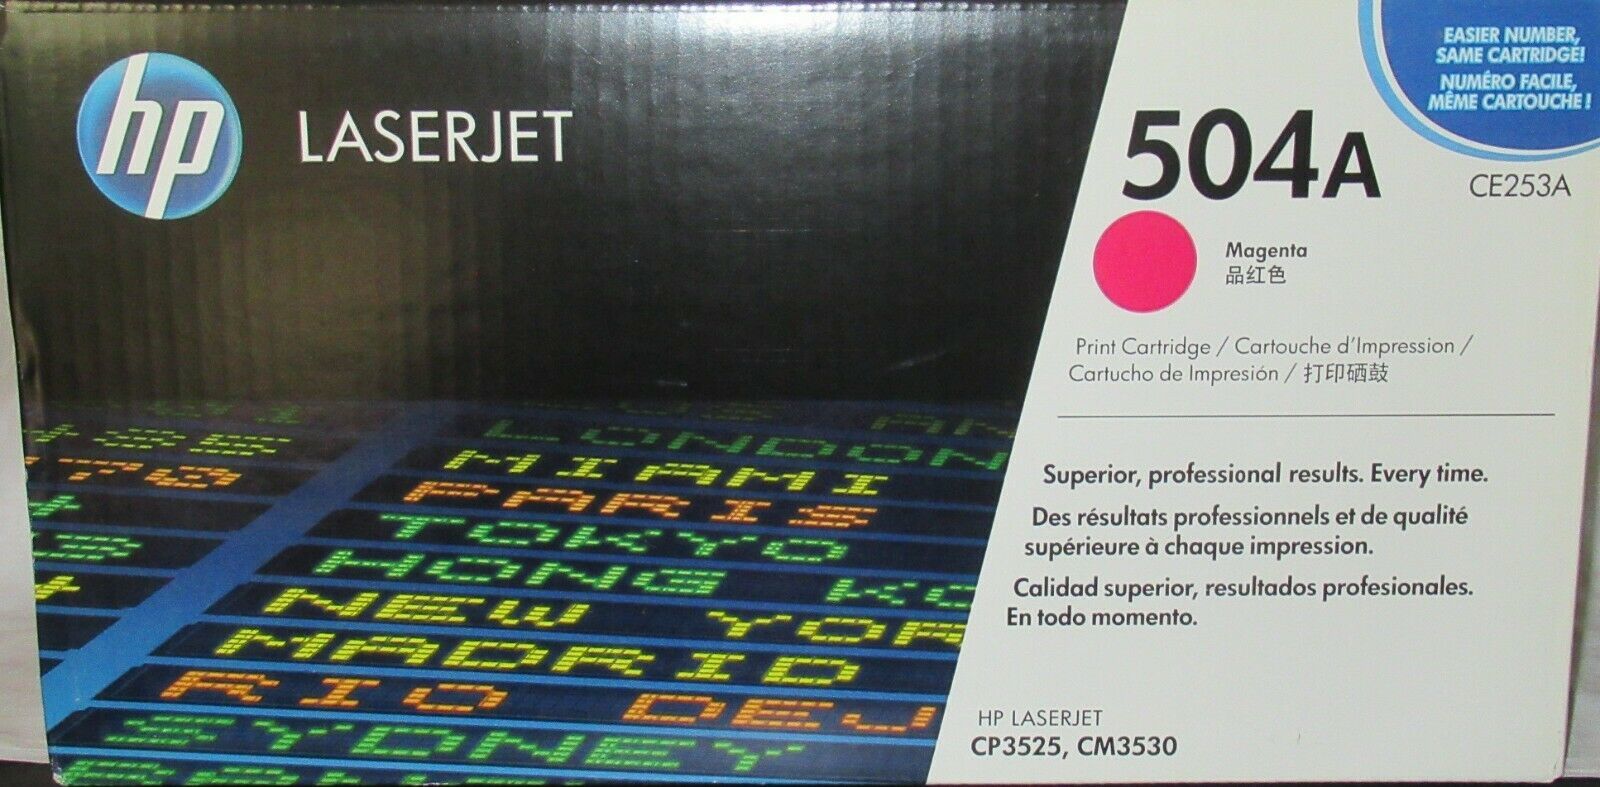 hp
LASERJET
EASIER NUMBER,
SAME CARTRIDGE!
NUMÉRO FACILE,
MÊME CARTOUCHE !
504A
CE253A
Magenta
品红色
Print Cartridge / Cartouche d'Impression /
Cartucho de Impresión / 打印硒鼓
Superior, professional results. Every time.
Des résultats professionnels et de qualité
supérieure à chaque impression.
Calidad superior, resultados profesionales.
En todo momento.
HP LASERJET
CP3525, CM3530
LONDON
MIAMI
PARIS
TOKYO
HONG KO
NEW YOR
MADRID
RIO DEJ
SYDNEY